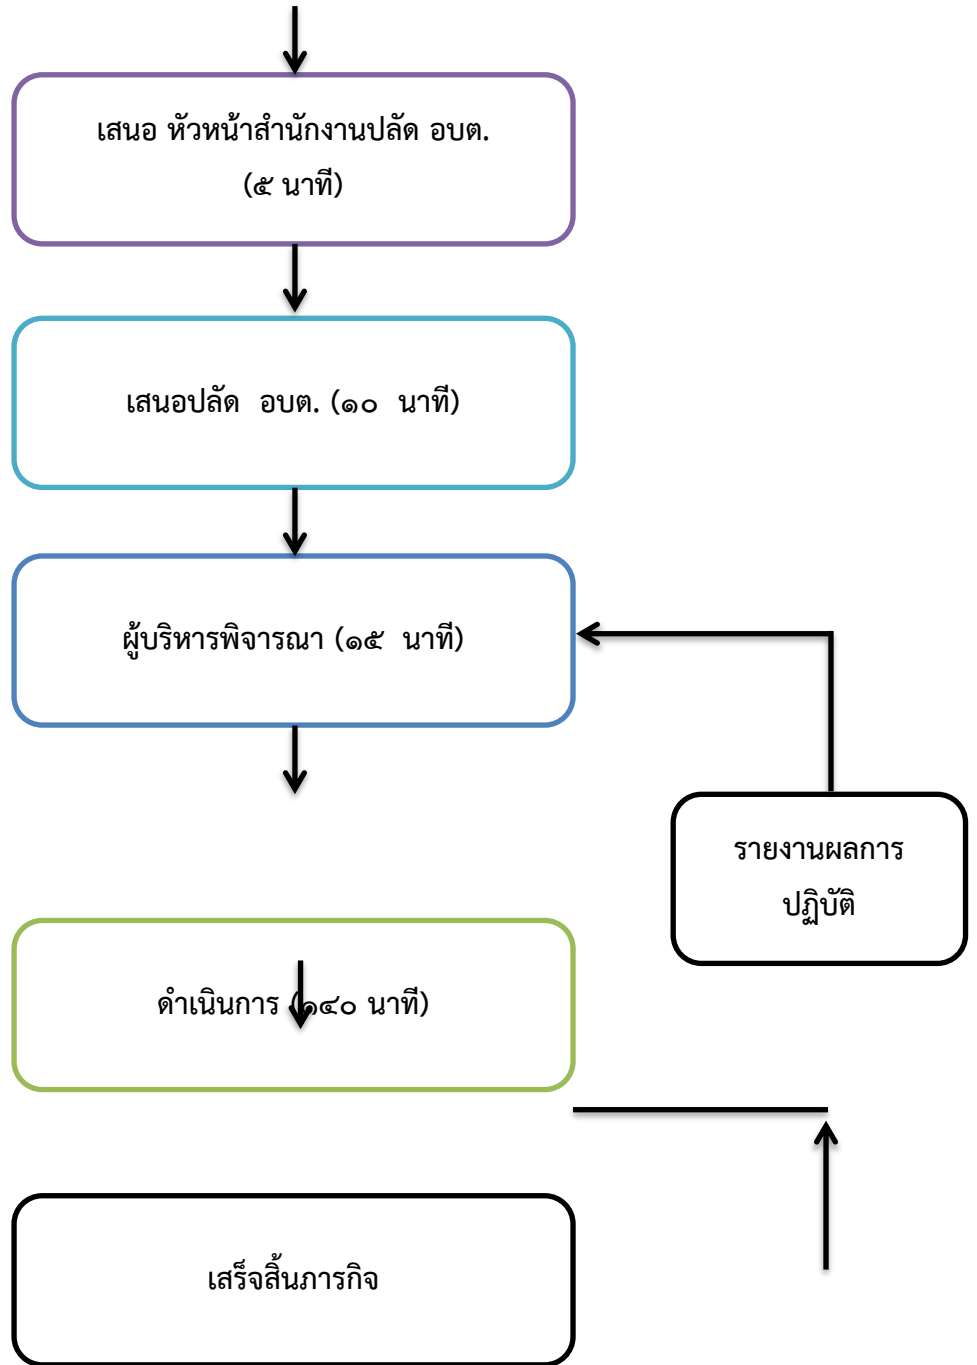 เสนอ หัวหน้าสำนักงานปลัด อบต.
(๕ นาที)
เสนอปลัด อบต. (๑๐ นาที)
ผู้บริหารพิจารณา (๑๕ นาที)
รายงานผลการ
ปฏิบัติ
ดำเนินการ (๑๔๐ นาที)
เสร็จสิ้นภารกิจ